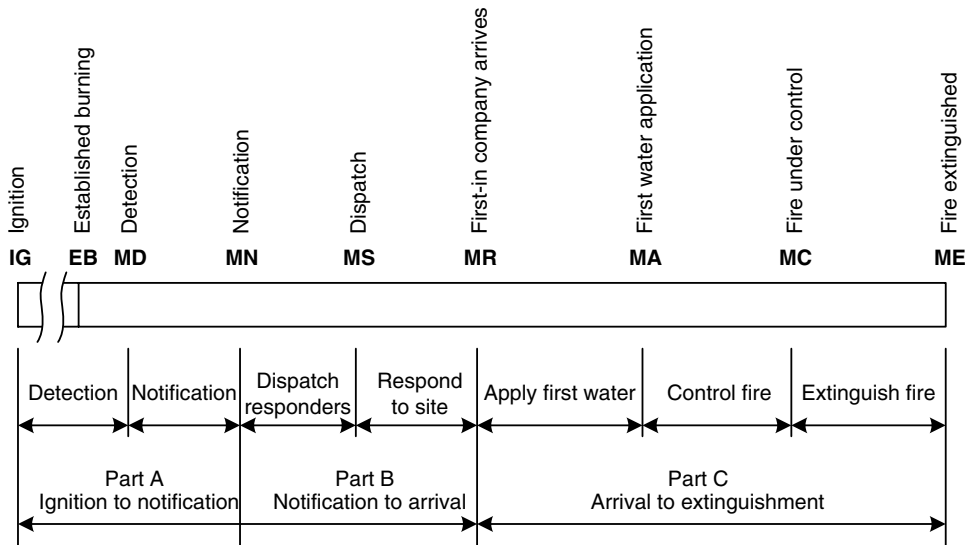 Ignition
Established burning
Detection
Notification
Dispatch
First-in company arrives
First water application
Fire under control
Fire extinguished
IG EB MD MN MS MR MA MC ME
Detection
Notification
Dispatch
responders
Respond
to site
Apply first water
Control fire
Extinguish fire
Part A
Ignition to notification
Part B
Notification to arrival
Part C
Arrival to extinguishment